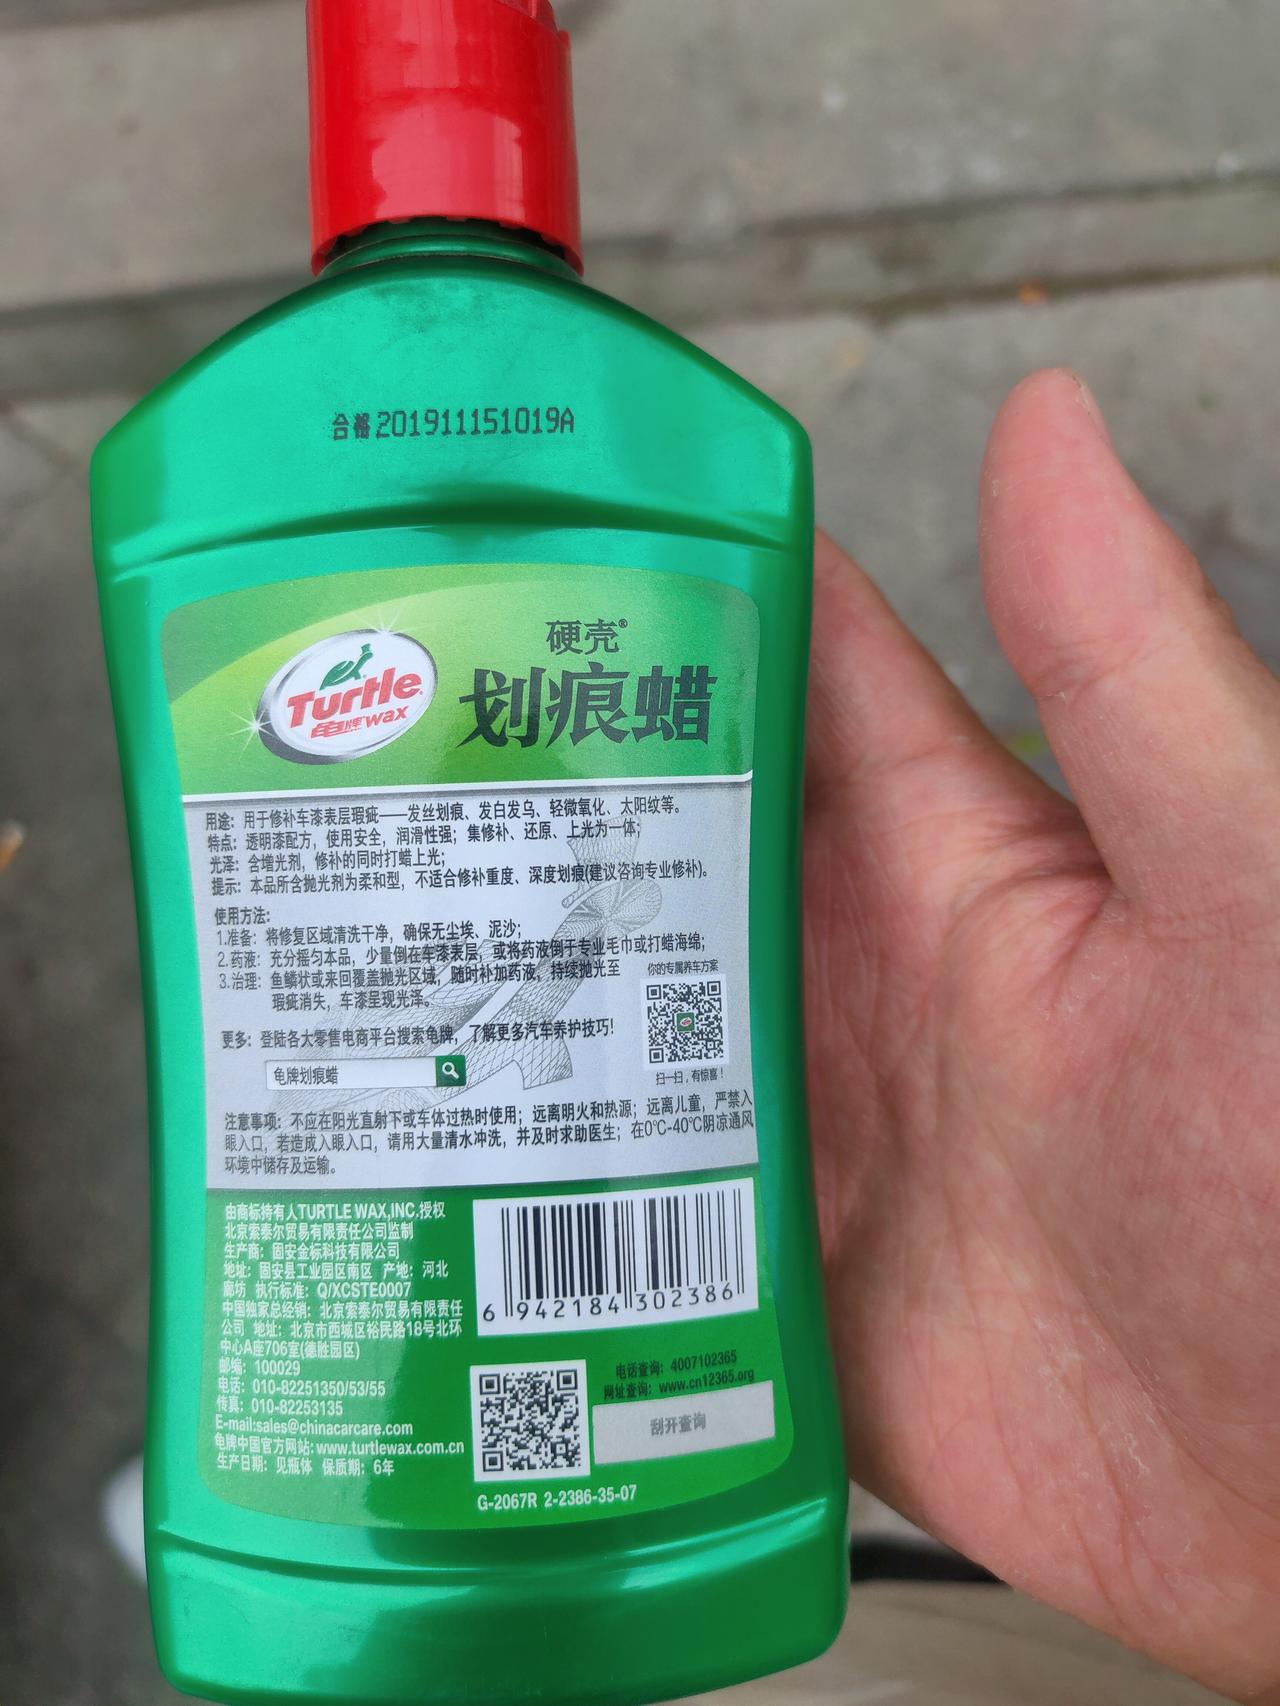 合格201911151019A
硬壳®
Turtle
龟牌 wax
划痕蜡
用途：用于修补车漆表层瑕疵——发丝划痕、发白发乌、轻微氧化、太阳纹等。
特点：透明漆配方，使用安全，润滑性强；集修补、还原、上光为一体；
光泽：含增光剂，修补的同时打蜡上光；
提示：本品所含抛光剂为柔和型，不适合修补重度、深度划痕(建议咨询专业修补)。
使用方法：
1.准备：将修复区域清洗干净，确保无尘埃、泥沙；
2.药液：充分摇匀本品，少量倒在车漆表层，或将药液倒于专业毛巾或打蜡海绵；
3.治理：鱼鳞状或来回覆盖抛光区域，随时补加药液，持续抛光至
瑕疵消失，车漆呈现光泽。
你的专属养车方案
扫一扫，有惊喜！
更多：登陆各大零售电商平台搜索龟牌，了解更多汽车养护技巧！
龟牌划痕蜡
注意事项：不应在阳光直射下或车体过热时使用；远离明火和热源；远离儿童，严禁入
眼入口，若造成入眼入口，请用大量清水冲洗，并及时求助医生；在0℃-40℃阴凉通风
环境中储存及运输。
由商标持有人TURTLE WAX,INC.授权
北京索泰尔贸易有限责任公司监制
生产商：固安金标科技有限公司
地址：固安县工业园区南区 产地：河北
廊坊 执行标准：Q/XCSTE0007
中国独家总经销：北京索泰尔贸易有限责任
公司 地址：北京市西城区裕民路18号北环
中心A座706室(德胜园区)
邮编：100029
电话：010-82251350/53/55
传真：010-82253135
E-mail:sales@chinacarcare.com
龟牌中国官方网站:www.turtlewax.com.cn
生产日期：见瓶体 保质期：6年
6 942184 302386
电话查询：4007102365
网址查询：www.cn12365.org
刮开查询
G-2067R 2-2386-35-07